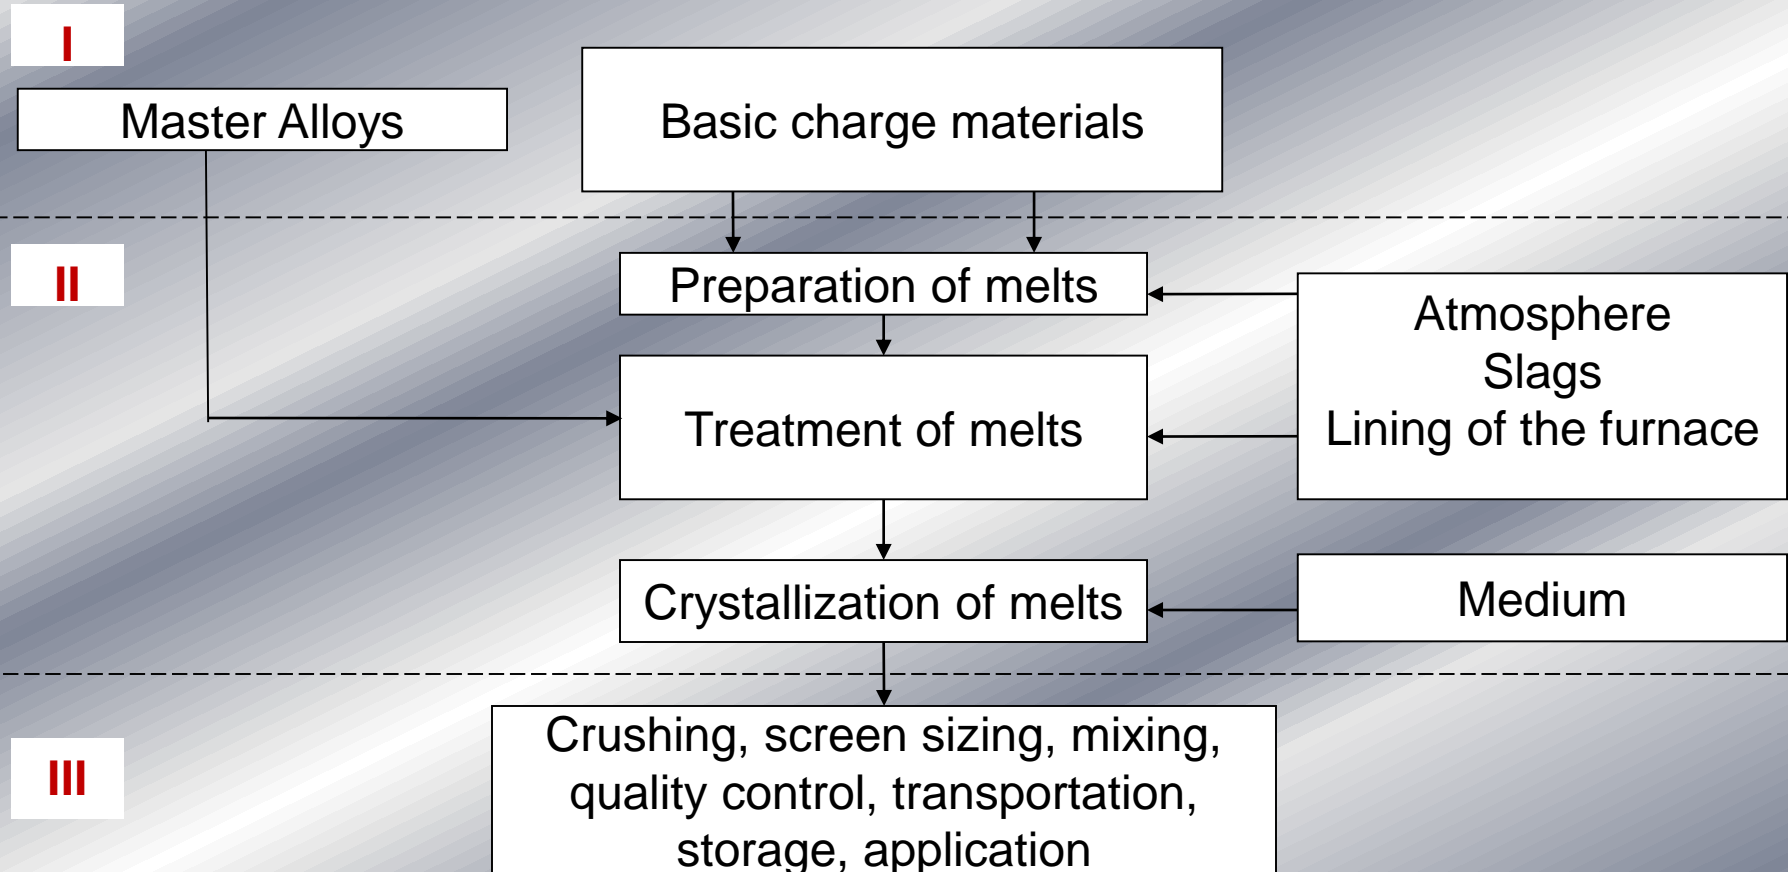 I
Master Alloys
Basic charge materials
II
Preparation of melts
Atmosphere
Slags
Lining of the furnace
Treatment of melts
Crystallization of melts
Medium
III
Crushing, screen sizing, mixing,
quality control, transportation,
storage, application